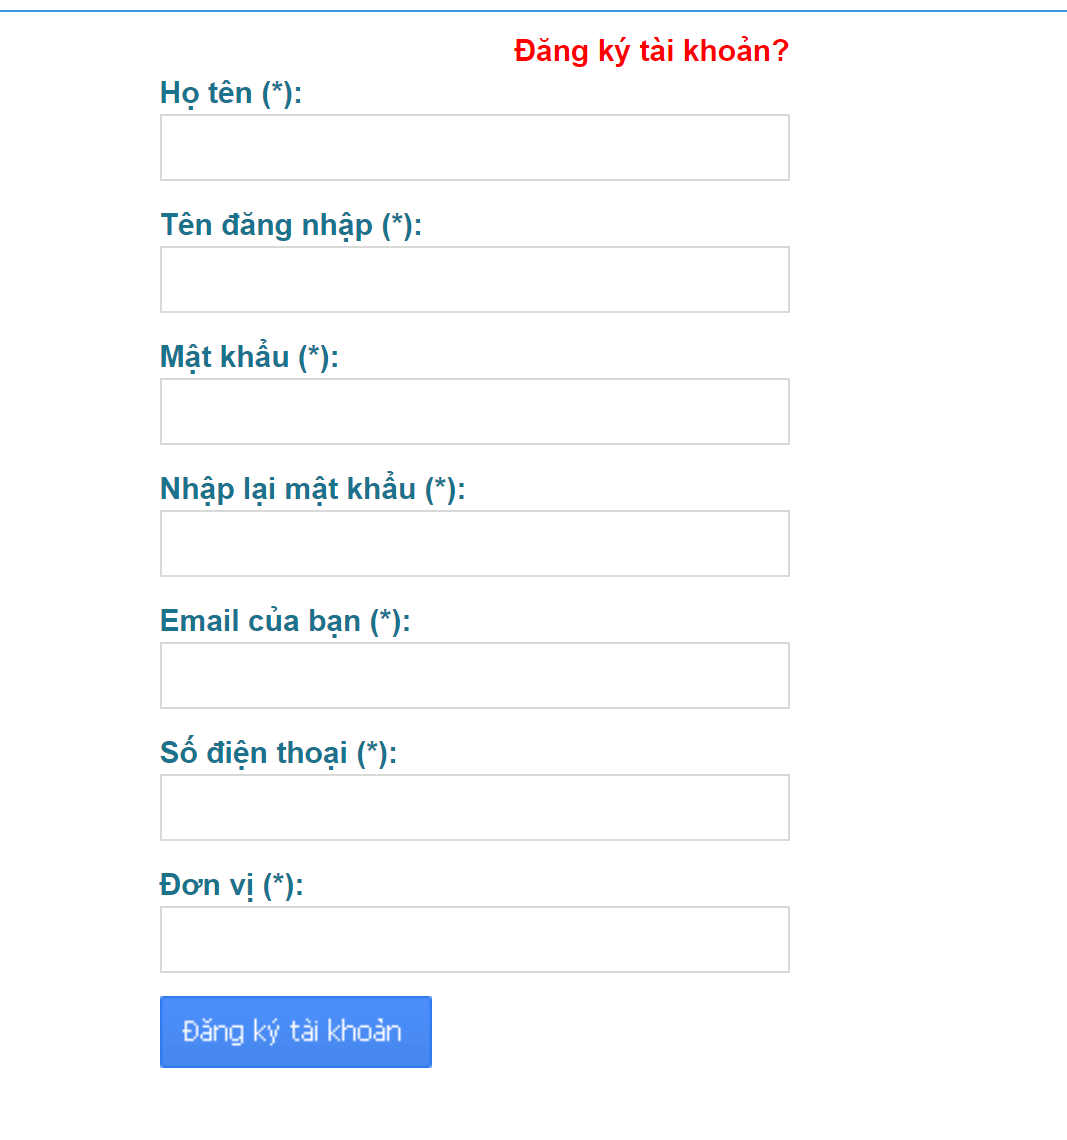 Đăng ký tài khoản?
Họ tên (*):
Tên đăng nhập (*):
Mật khẩu (*):
Nhập lại mật khẩu (*):
Email của bạn (*):
Số điện thoại (*):
Đơn vị (*):
Đăng ký tài khoản